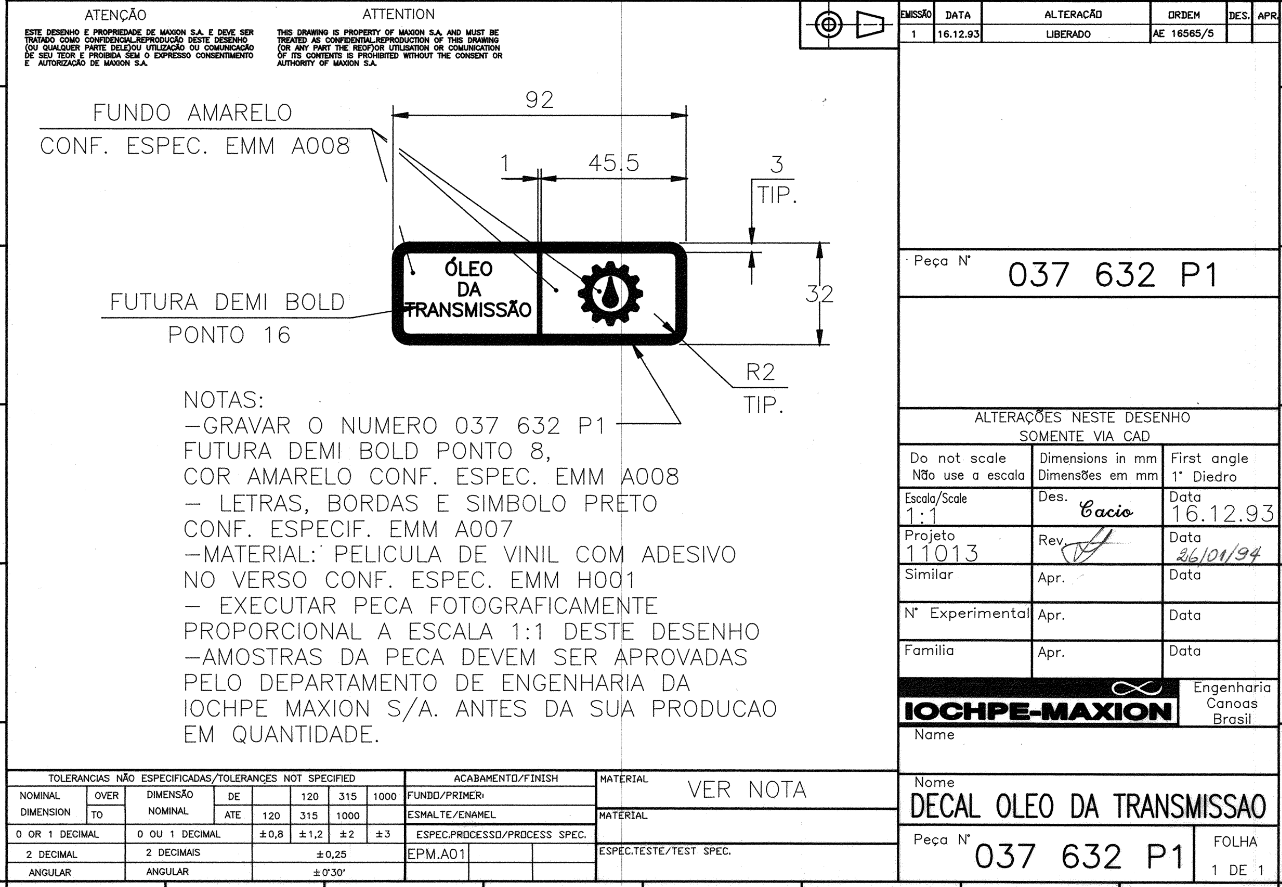 ATENÇÃO
ESTE DESENHO E PROPRIEDADE DE MAXION S.A. E DEVE SER
TRATADO COMO CONFIDENCIAL.REPRODUCÃO DESTE DESENHO
(OU QUALQUER PARTE DELE)OU UTILIZAÇÃO OU COMUNICAÇÃO
DE SEU TEOR E PROIBIDA SEM O EXPRESSO CONSENTIMENTO
E AUTORIZAÇÃO DE MAXION S.A.
ATTENTION
THIS DRAWING IS PROPERTY OF MAXION S.A, AND MUST BE
TREATED AS CONFIDENTIAL.REPRODUCTION OF THIS DRAWING
(OR ANY PART THE REOF)OR UTILISATION OR COMUNICATION
OF ITS CONTENTS IS PROHIBITED WITHOUT THE CONSENT OR
AUTHORITY OF MAXION S.A.
EMISSÃO DATA ALTERAÇÃO ORDEM DES. APR.
1 16.12.93 LIBERADO AE 16565/5
FUNDO AMARELO
CONF. ESPEC. EMM A008
92
1
45.5
3
TIP.
ÓLEO
DA
TRANSMISSÃO
32
FUTURA DEMI BOLD
PONTO 16
R2
TIP.
NOTAS:
-GRAVAR O NUMERO 037 632 P1
FUTURA DEMI BOLD PONTO 8,
COR AMARELO CONF. ESPEC. EMM A008
- LETRAS, BORDAS E SIMBOLO PRETO
CONF. ESPECIF. EMM A007
-MATERIAL: PELICULA DE VINIL COM ADESIVO
NO VERSO CONF. ESPEC. EMM H001
- EXECUTAR PECA FOTOGRAFICAMENTE
PROPORCIONAL A ESCALA 1:1 DESTE DESENHO
-AMOSTRAS DA PECA DEVEM SER APROVADAS
PELO DEPARTAMENTO DE ENGENHARIA DA
IOCHPE MAXION S/A. ANTES DA SUA PRODUCAO
EM QUANTIDADE.
Peça N° 037 632 P1
ALTERAÇÕES NESTE DESENHO
SOMENTE VIA CAD
Do not scale
Não use a escala
Dimensions in mm
Dimensões em mm
First angle
1° Diedro
Escala/Scale
1:1
Des. Cacio
Data
16.12.93
Projeto
11013
Rev.
Data
26/01/94
Similar Apr. Data
N° Experimental Apr. Data
Familia Apr. Data
IOCHPE-MAXION
Engenharia
Canoas
Brasil
Name
Nome
DECAL OLEO DA TRANSMISSAO
Peça N° 037 632 P1
FOLHA
1 DE 1
TOLERANCIAS NÃO ESPECIFICADAS/TOLERANÇES NOT SPECIFIED
NOMINAL
DIMENSION
OVER
TO
DIMENSÃO
NOMINAL
DE 120 315 1000
ATE 120 315 1000
0 OR 1 DECIMAL 0 OU 1 DECIMAL ±0,8 ±1,2 ±2 ±3
2 DECIMAL 2 DECIMAIS ±0,25
ANGULAR ANGULAR ±0°30'
ACABAMENTO/FINISH
FUNDO/PRIMER:
ESMALTE/ENAMEL
ESPEC.PROCESSO/PROCESS SPEC.
EPM.A01
MATERIAL VER NOTA
MATERIAL
ESPEC.TESTE/TEST SPEC.